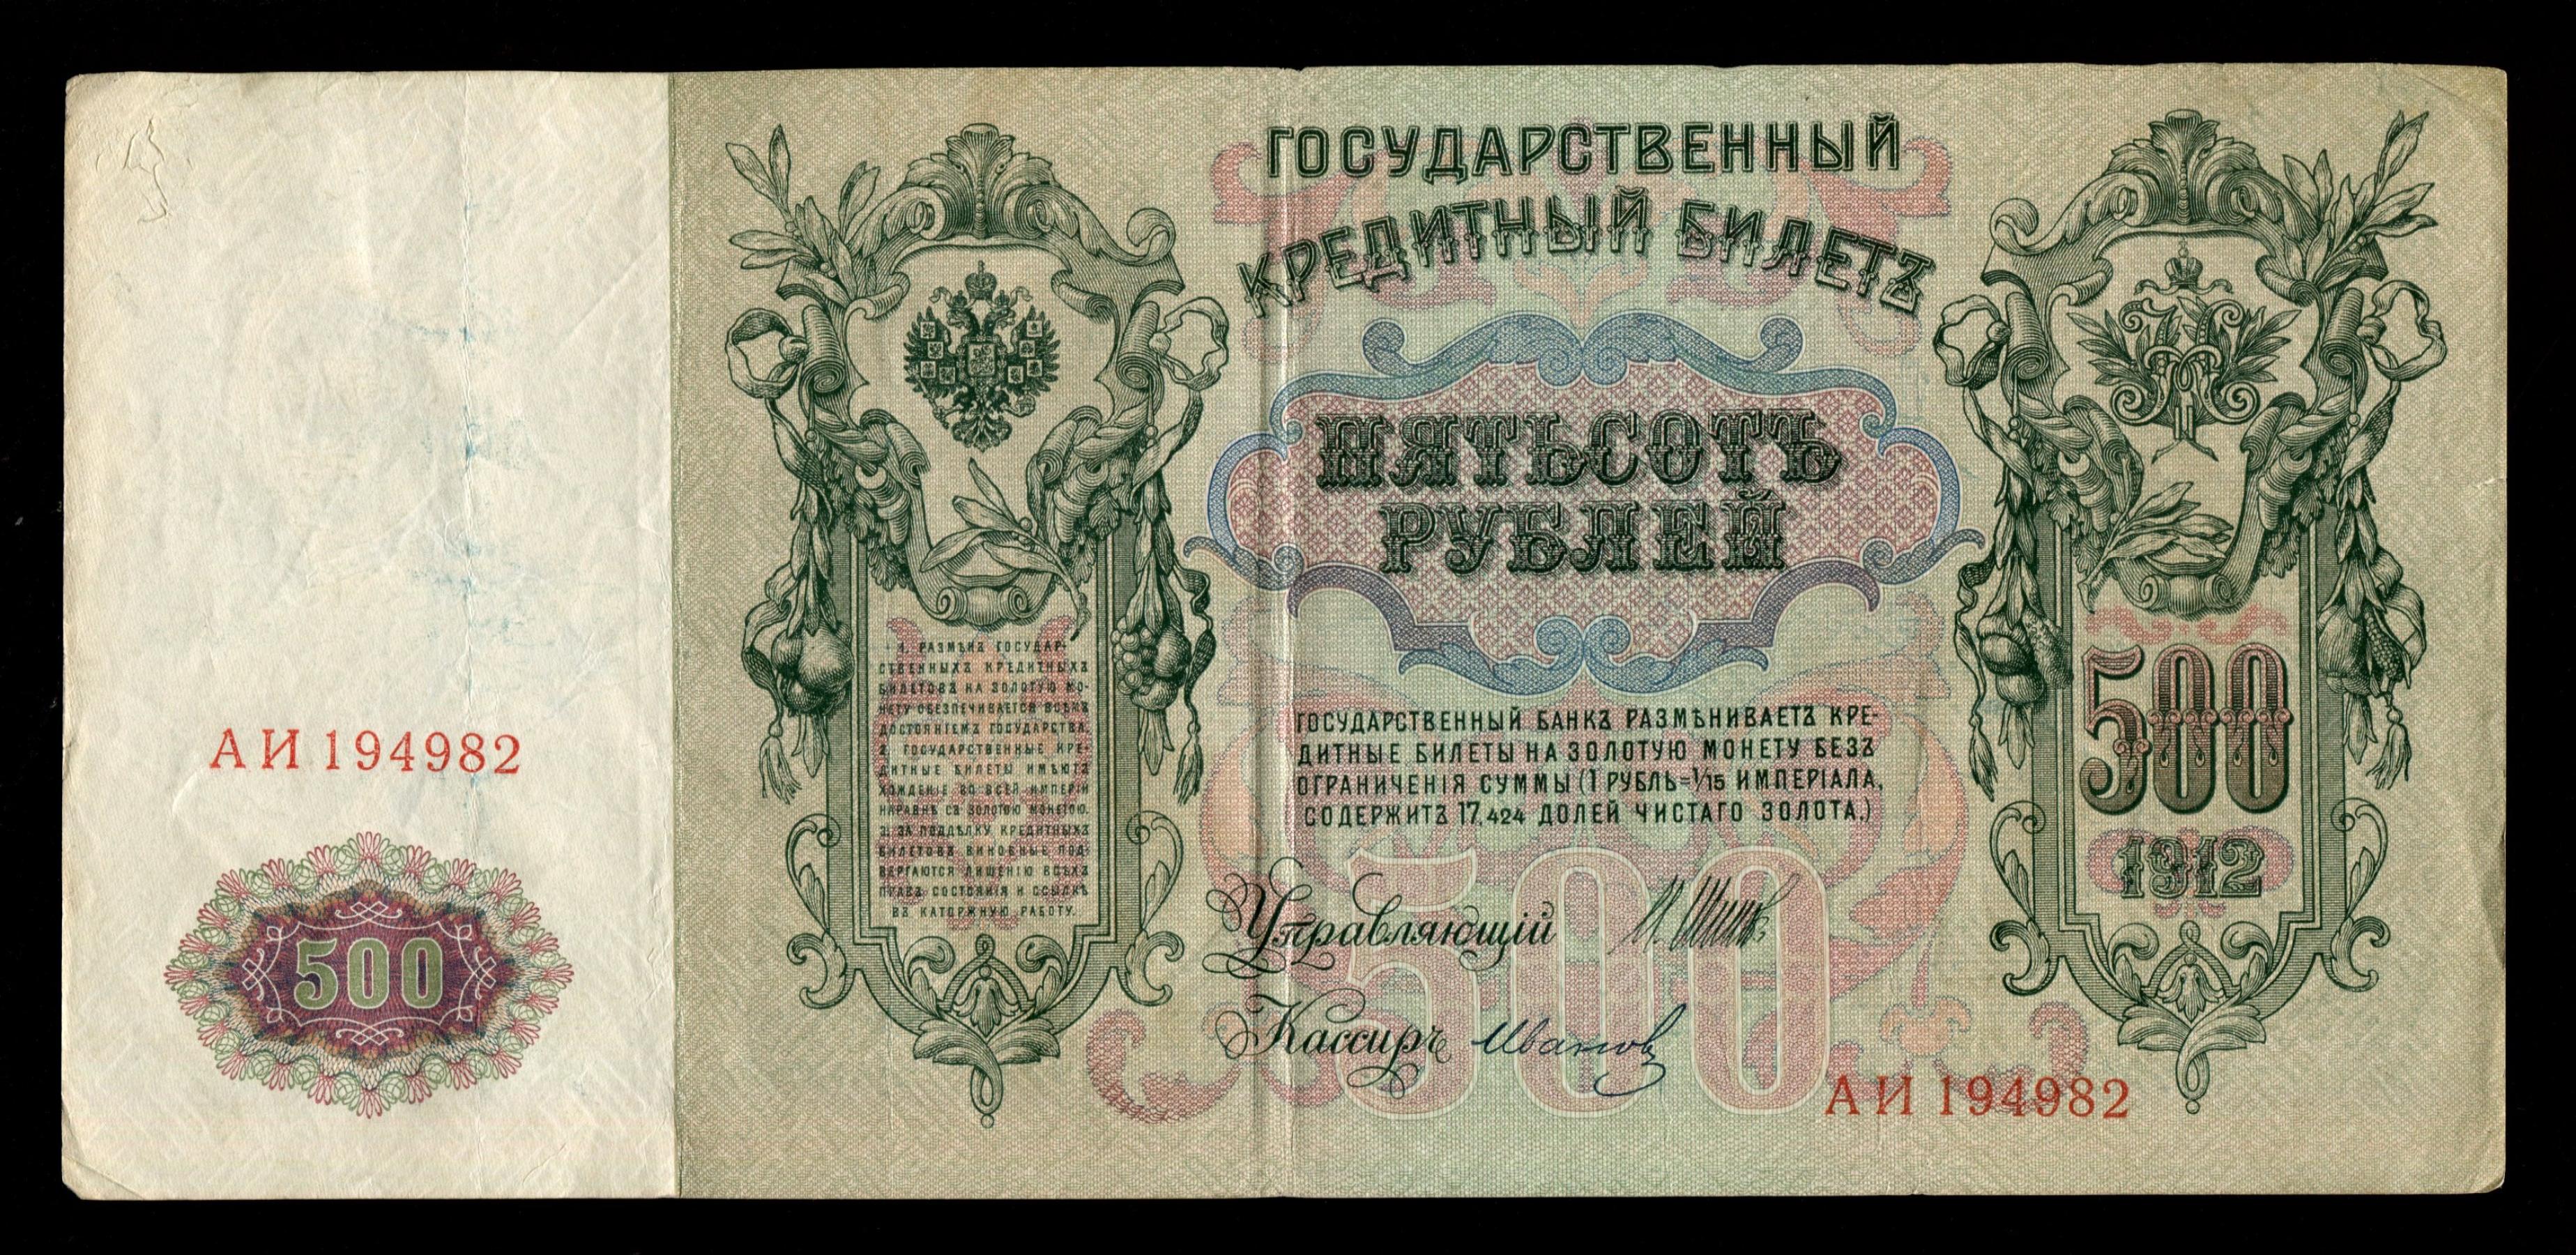 ГОСУДАРСТВЕННЫЙ
КРЕДИТНЫЙ БИЛЕТЪ
ПЯТЬСОТЪ
РУБЛЕЙ
1. РАЗМѢНЪ ГОСУДАР-
СТВЕННЫХЪ КРЕДИТНЫХЪ
БИЛЕТОВЪ НА ЗОЛОТУЮ МО-
НЕТУ ОБЕЗПЕЧИВАЕТСЯ ВСѢМЪ
ДОСТОЯНІЕМЪ ГОСУДАРСТВА.
2. ГОСУДАРСТВЕННЫЕ КРЕ-
ДИТНЫЕ БИЛЕТЫ ИМѢЮТЪ
ХОЖДЕНІЕ ВО ВСЕЙ ИМПЕРІИ
НАРАВНѢ СЪ ЗОЛОТОЮ МОНЕТОЮ.
3. ЗА ПОДДѢЛКУ КРЕДИТНЫХЪ
БИЛЕТОВЪ ВИНОВНЫЕ ПОД-
ВЕРГАЮТСЯ ЛИШЕНІЮ ВСѢХЪ
ПРАВЪ СОСТОЯНІЯ И ССЫЛКѢ
ВЪ КАТОРЖНУЮ РАБОТУ.
ГОСУДАРСТВЕННЫЙ БАНКЪ РАЗМѢНИВАЕТЪ КРЕ-
ДИТНЫЕ БИЛЕТЫ НА ЗОЛОТУЮ МОНЕТУ БЕЗЪ
ОГРАНИЧЕНІЯ СУММЫ (1 РУБЛЬ=1/15 ИМПЕРІАЛА,
СОДЕРЖИТЪ 17,424 ДОЛЕЙ ЧИСТАГО ЗОЛОТА.)
500
1912
АИ 194982
500
Управляющій И. Шипов
Кассиръ Иванов
500
АИ 194982